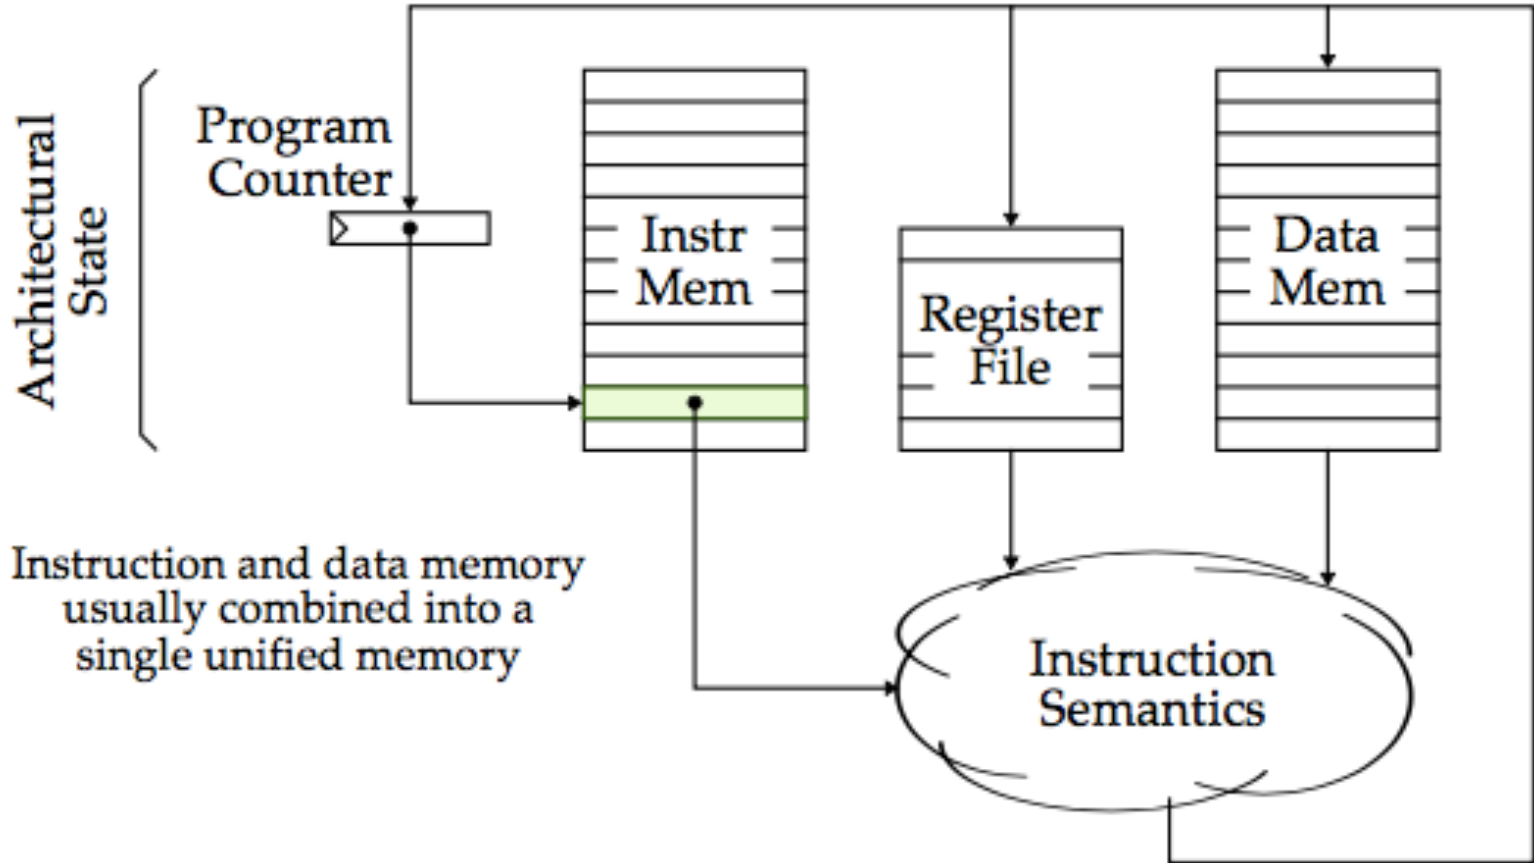 Architectural
State
Program
Counter
Instr
Mem
Register
File
Data
Mem
Instruction and data memory
usually combined into a
single unified memory
Instruction
Semantics